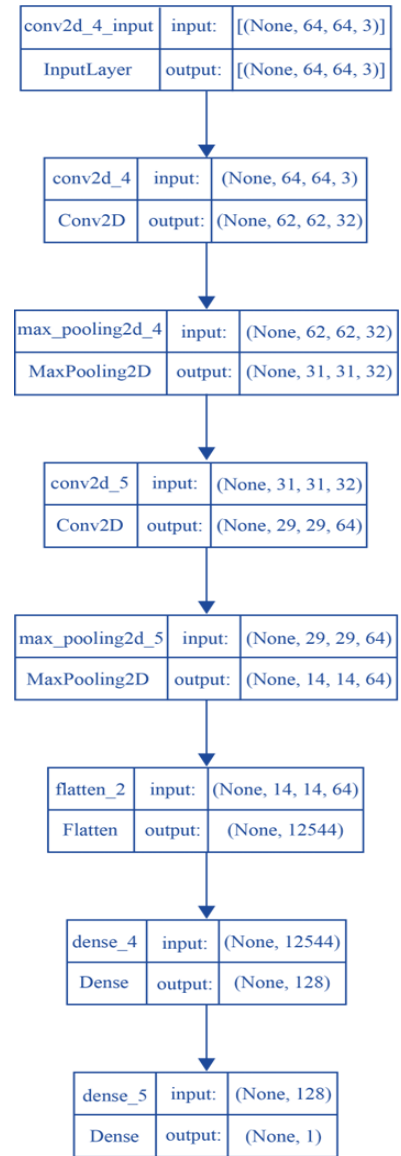 conv2d_4_input input: [(None, 64, 64, 3)]
InputLayer output: [(None, 64, 64, 3)]
conv2d_4 input: (None, 64, 64, 3)
Conv2D output: (None, 62, 62, 32)
max_pooling2d_4 input: (None, 62, 62, 32)
MaxPooling2D output: (None, 31, 31, 32)
conv2d_5 input: (None, 31, 31, 32)
Conv2D output: (None, 29, 29, 64)
max_pooling2d_5 input: (None, 29, 29, 64)
MaxPooling2D output: (None, 14, 14, 64)
flatten_2 input: (None, 14, 14, 64)
Flatten output: (None, 12544)
dense_4 input: (None, 12544)
Dense output: (None, 128)
dense_5 input: (None, 128)
Dense output: (None, 1)